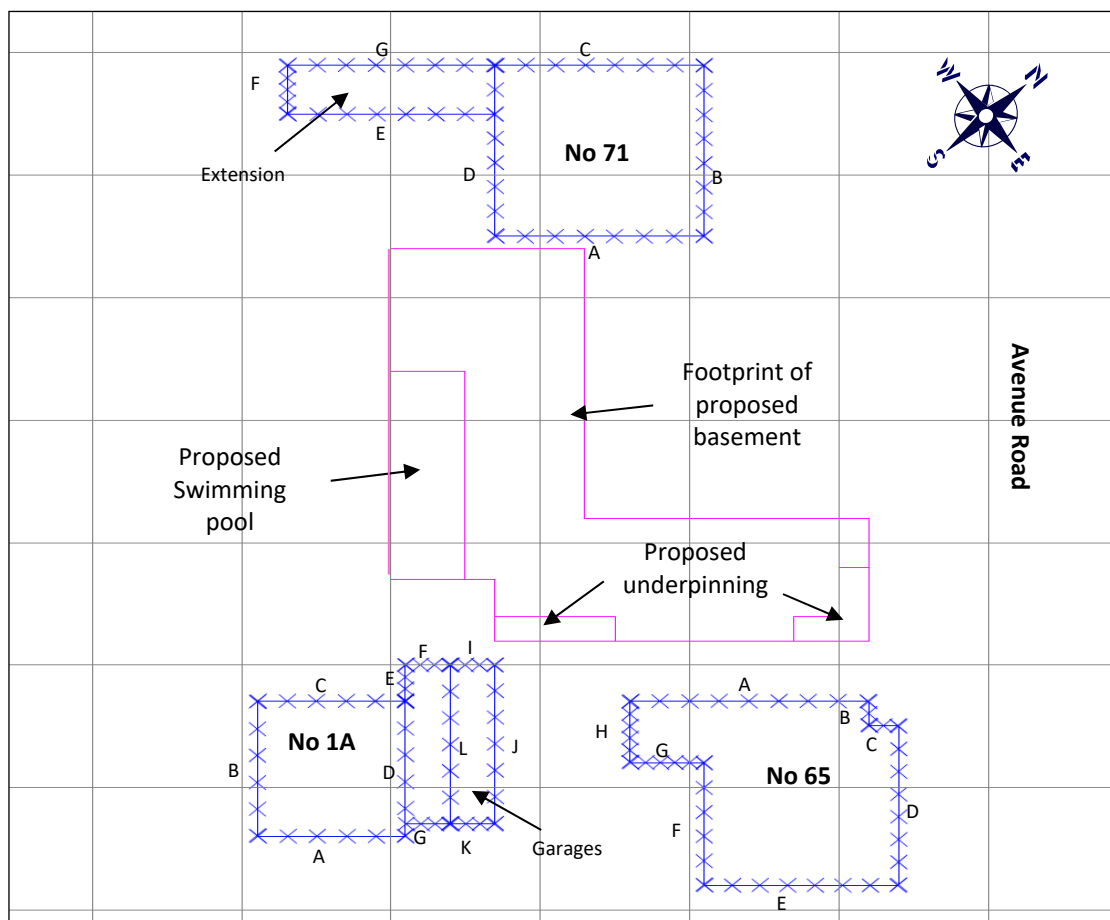 G
C
F
E
Extension
No 71
D
B
A
W
N
S
E
Avenue Road
Footprint of
proposed
basement
Proposed
Swimming
pool
Proposed
underpinning
F
I
E
C
No 1A
B
D
L
J
A
G
K
Garages
A
B
C
H
G
No 65
F
D
E